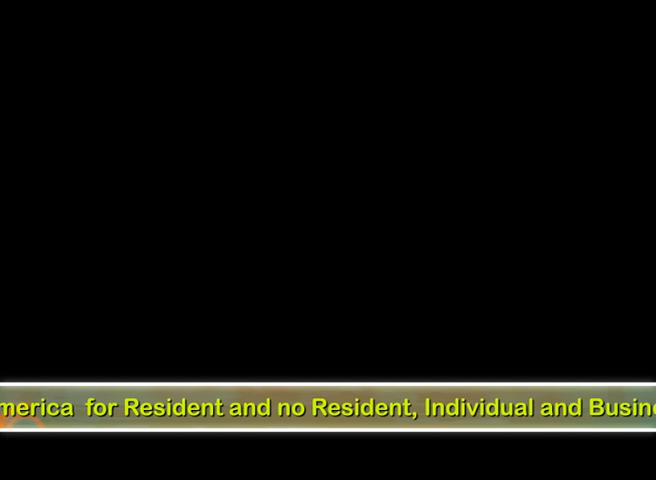 merica for Resident and no Resident, Individual and Busin